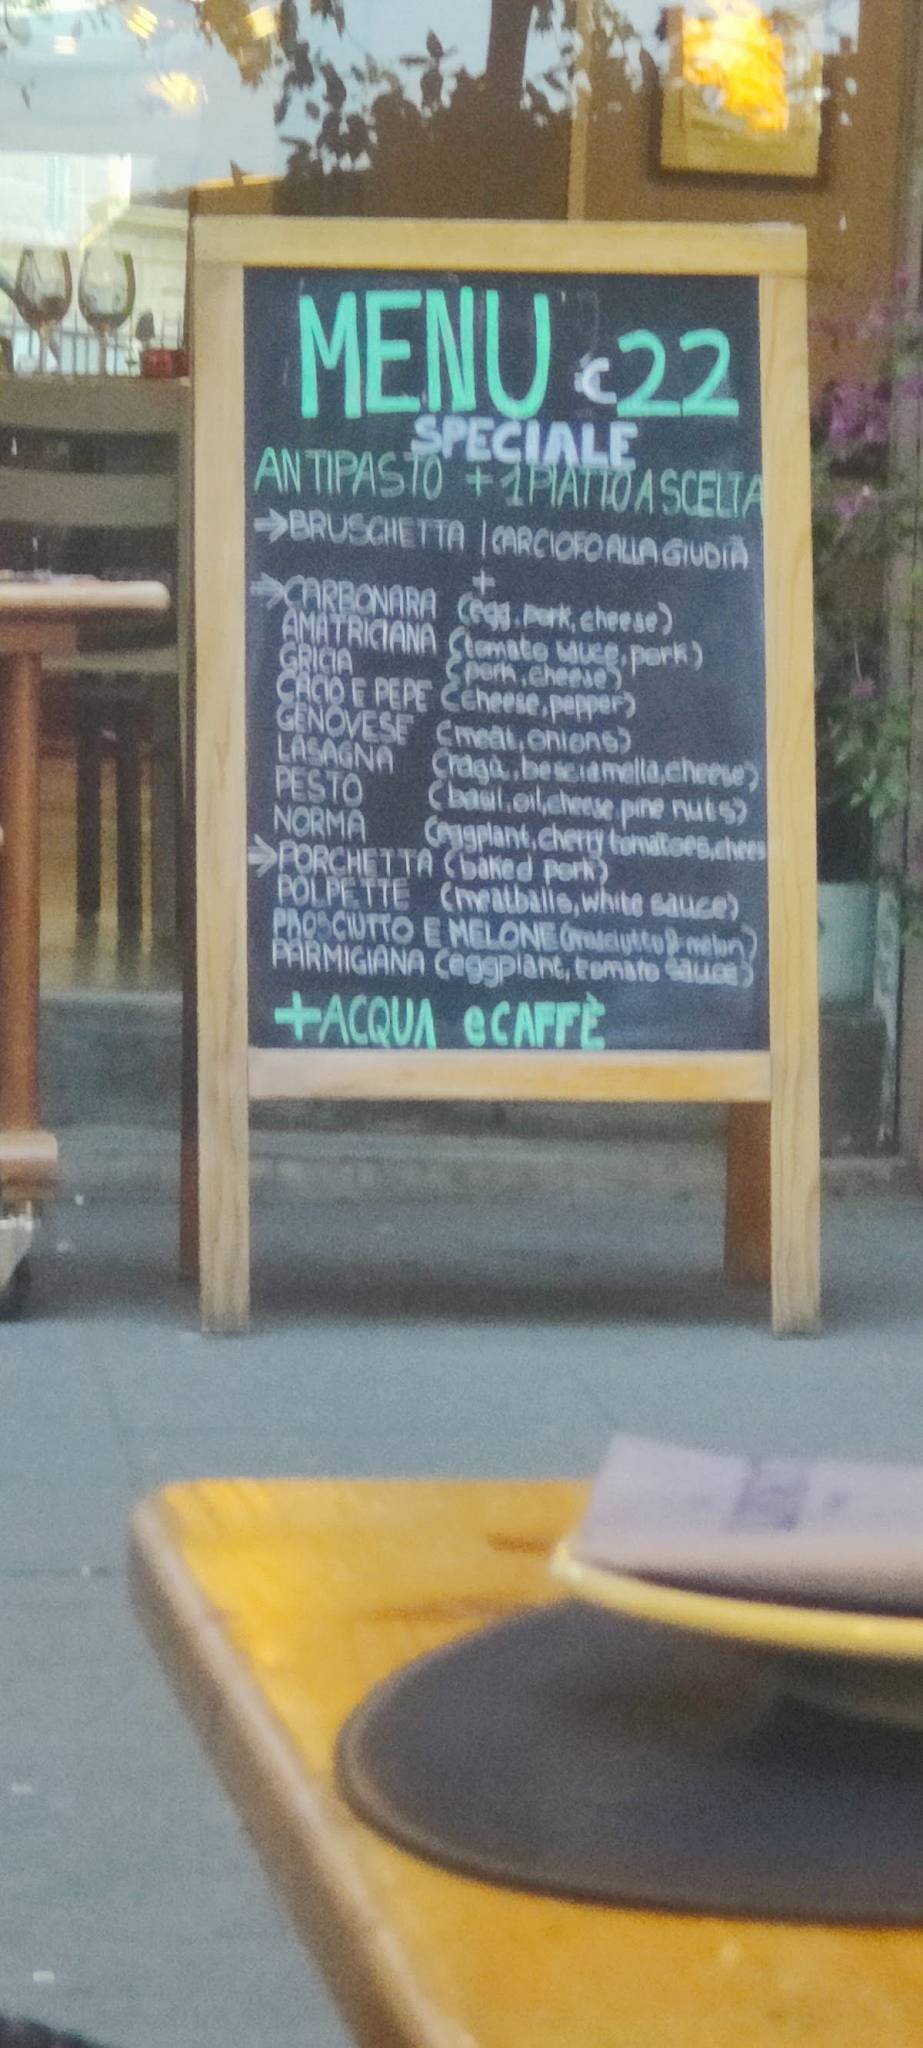 MENU €22
SPECIALE
ANTIPASTO + 1 PIATTO A SCELTA
→ BRUSCHETTA | CARCIOFO ALLA GIUDIA
+
→ CARBONARA (egg, pork, cheese)
AMATRICIANA (tomato sauce, pork)
GRICIA (pork, cheese)
CACIO E PEPE (cheese, pepper)
GENOVESE (meat, onions)
LASAGNA (ragù, besciamella, cheese)
PESTO (basil, oil, cheese, pine nuts)
NORMA (eggplant, cherry tomatoes, chees
→ PORCHETTA (baked pork)
POLPETTE (meatballs, white sauce)
PROSCIUTTO E MELONE (prosciutto & melon)
PARMIGIANA (eggplant, tomato sauce)
+ ACQUA e CAFFÈ